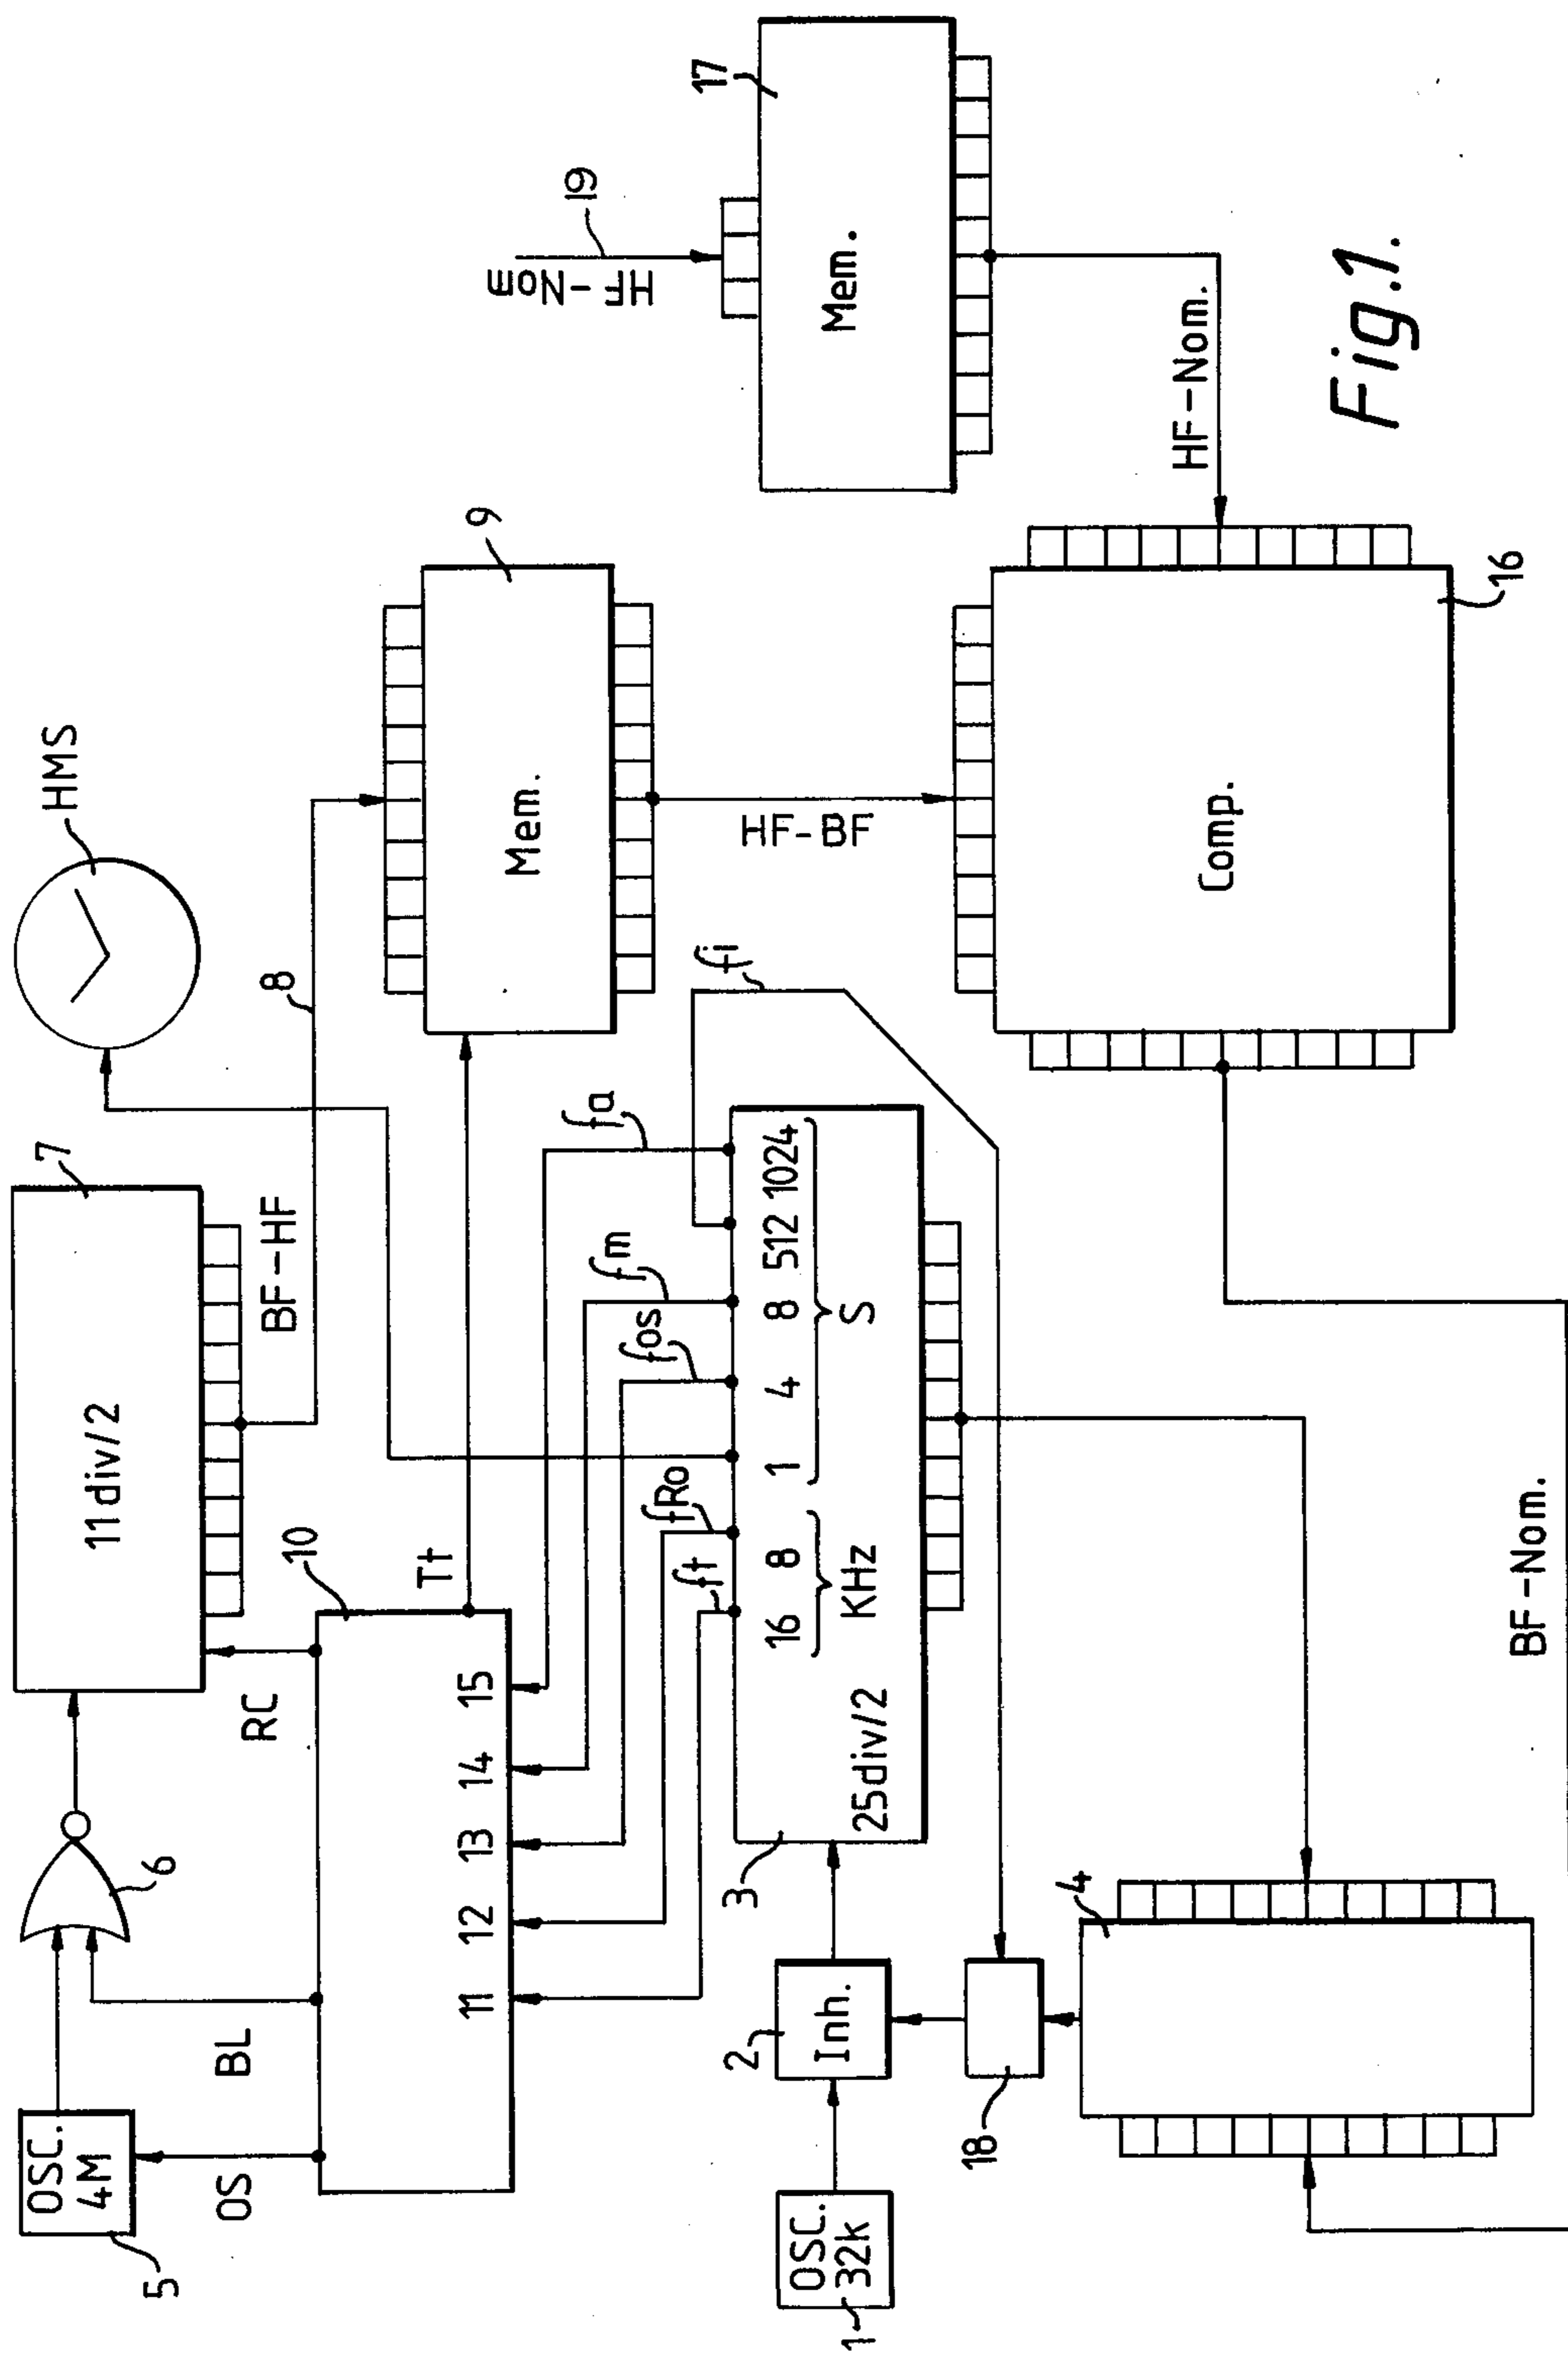 OSC.
4M
5
6
11 div/2
7
HMS
OS
BL
RC
BF-HF
8
10
Tt
11
12
13
14
15
Mem.
9
HF-Nom
19
Mem.
17
ft
fRo
fos
fm
fa
fi
OSC.
32k
1
Inh.
2
3
25div/2
16 8
KHz
1 4 8 512 1024
S
HF-BF
18
4
Comp.
16
HF-Nom.
BF-Nom.
Fig.1.